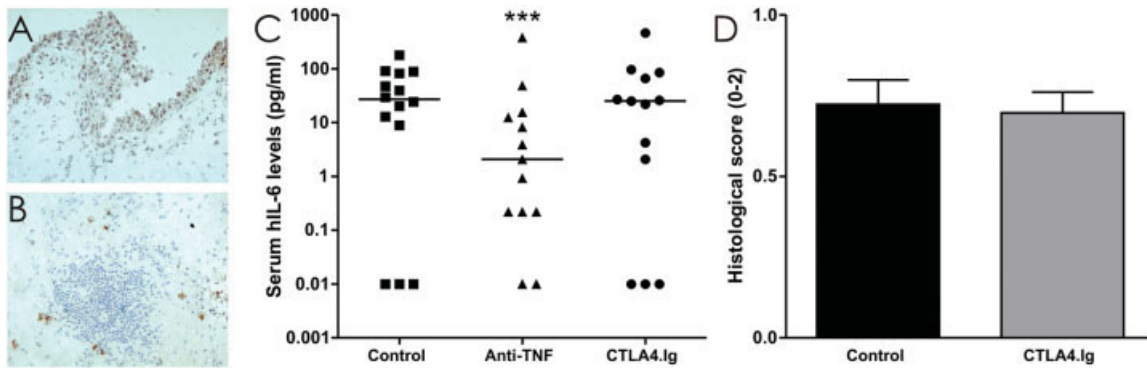 A
B
C
***
Serum hIL-6 levels (pg/ml)
1000
100
10
1
0.1
0.01
0.001
Control
Anti-TNF
CTLA4.Ig
D
Histological score (0-2)
1.0
0.5
0.0
Control
CTLA4.Ig